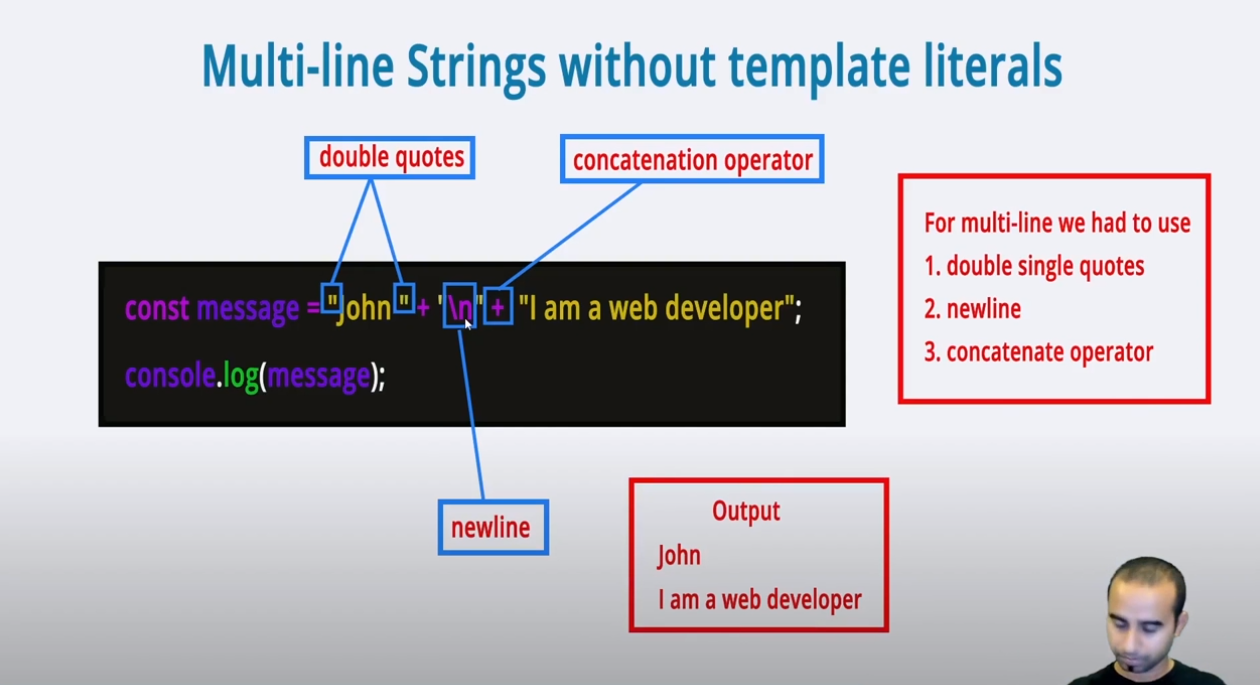 Multi-line Strings without template literals
double quotes
concatenation operator
const message = "John " + "\n" + "I am a web developer";
console.log(message);
newline
For multi-line we had to use
1. double single quotes
2. newline
3. concatenate operator
Output
John
I am a web developer